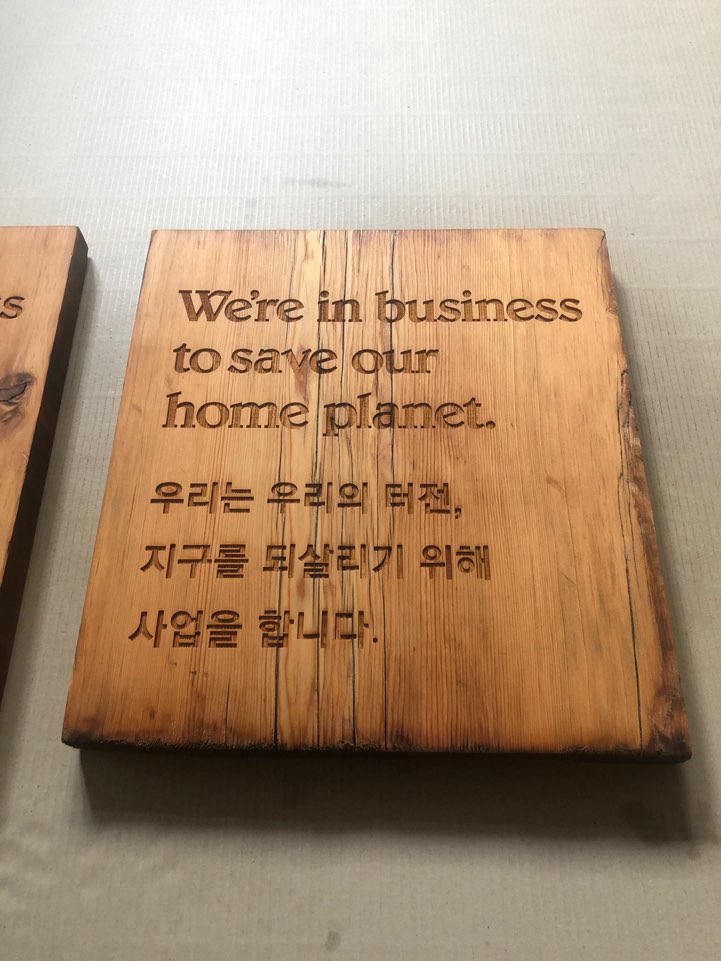 We're in business
to save our
home planet.
우리는 우리의 터전,
지구를 되살리기 위해
사업을 합니다.